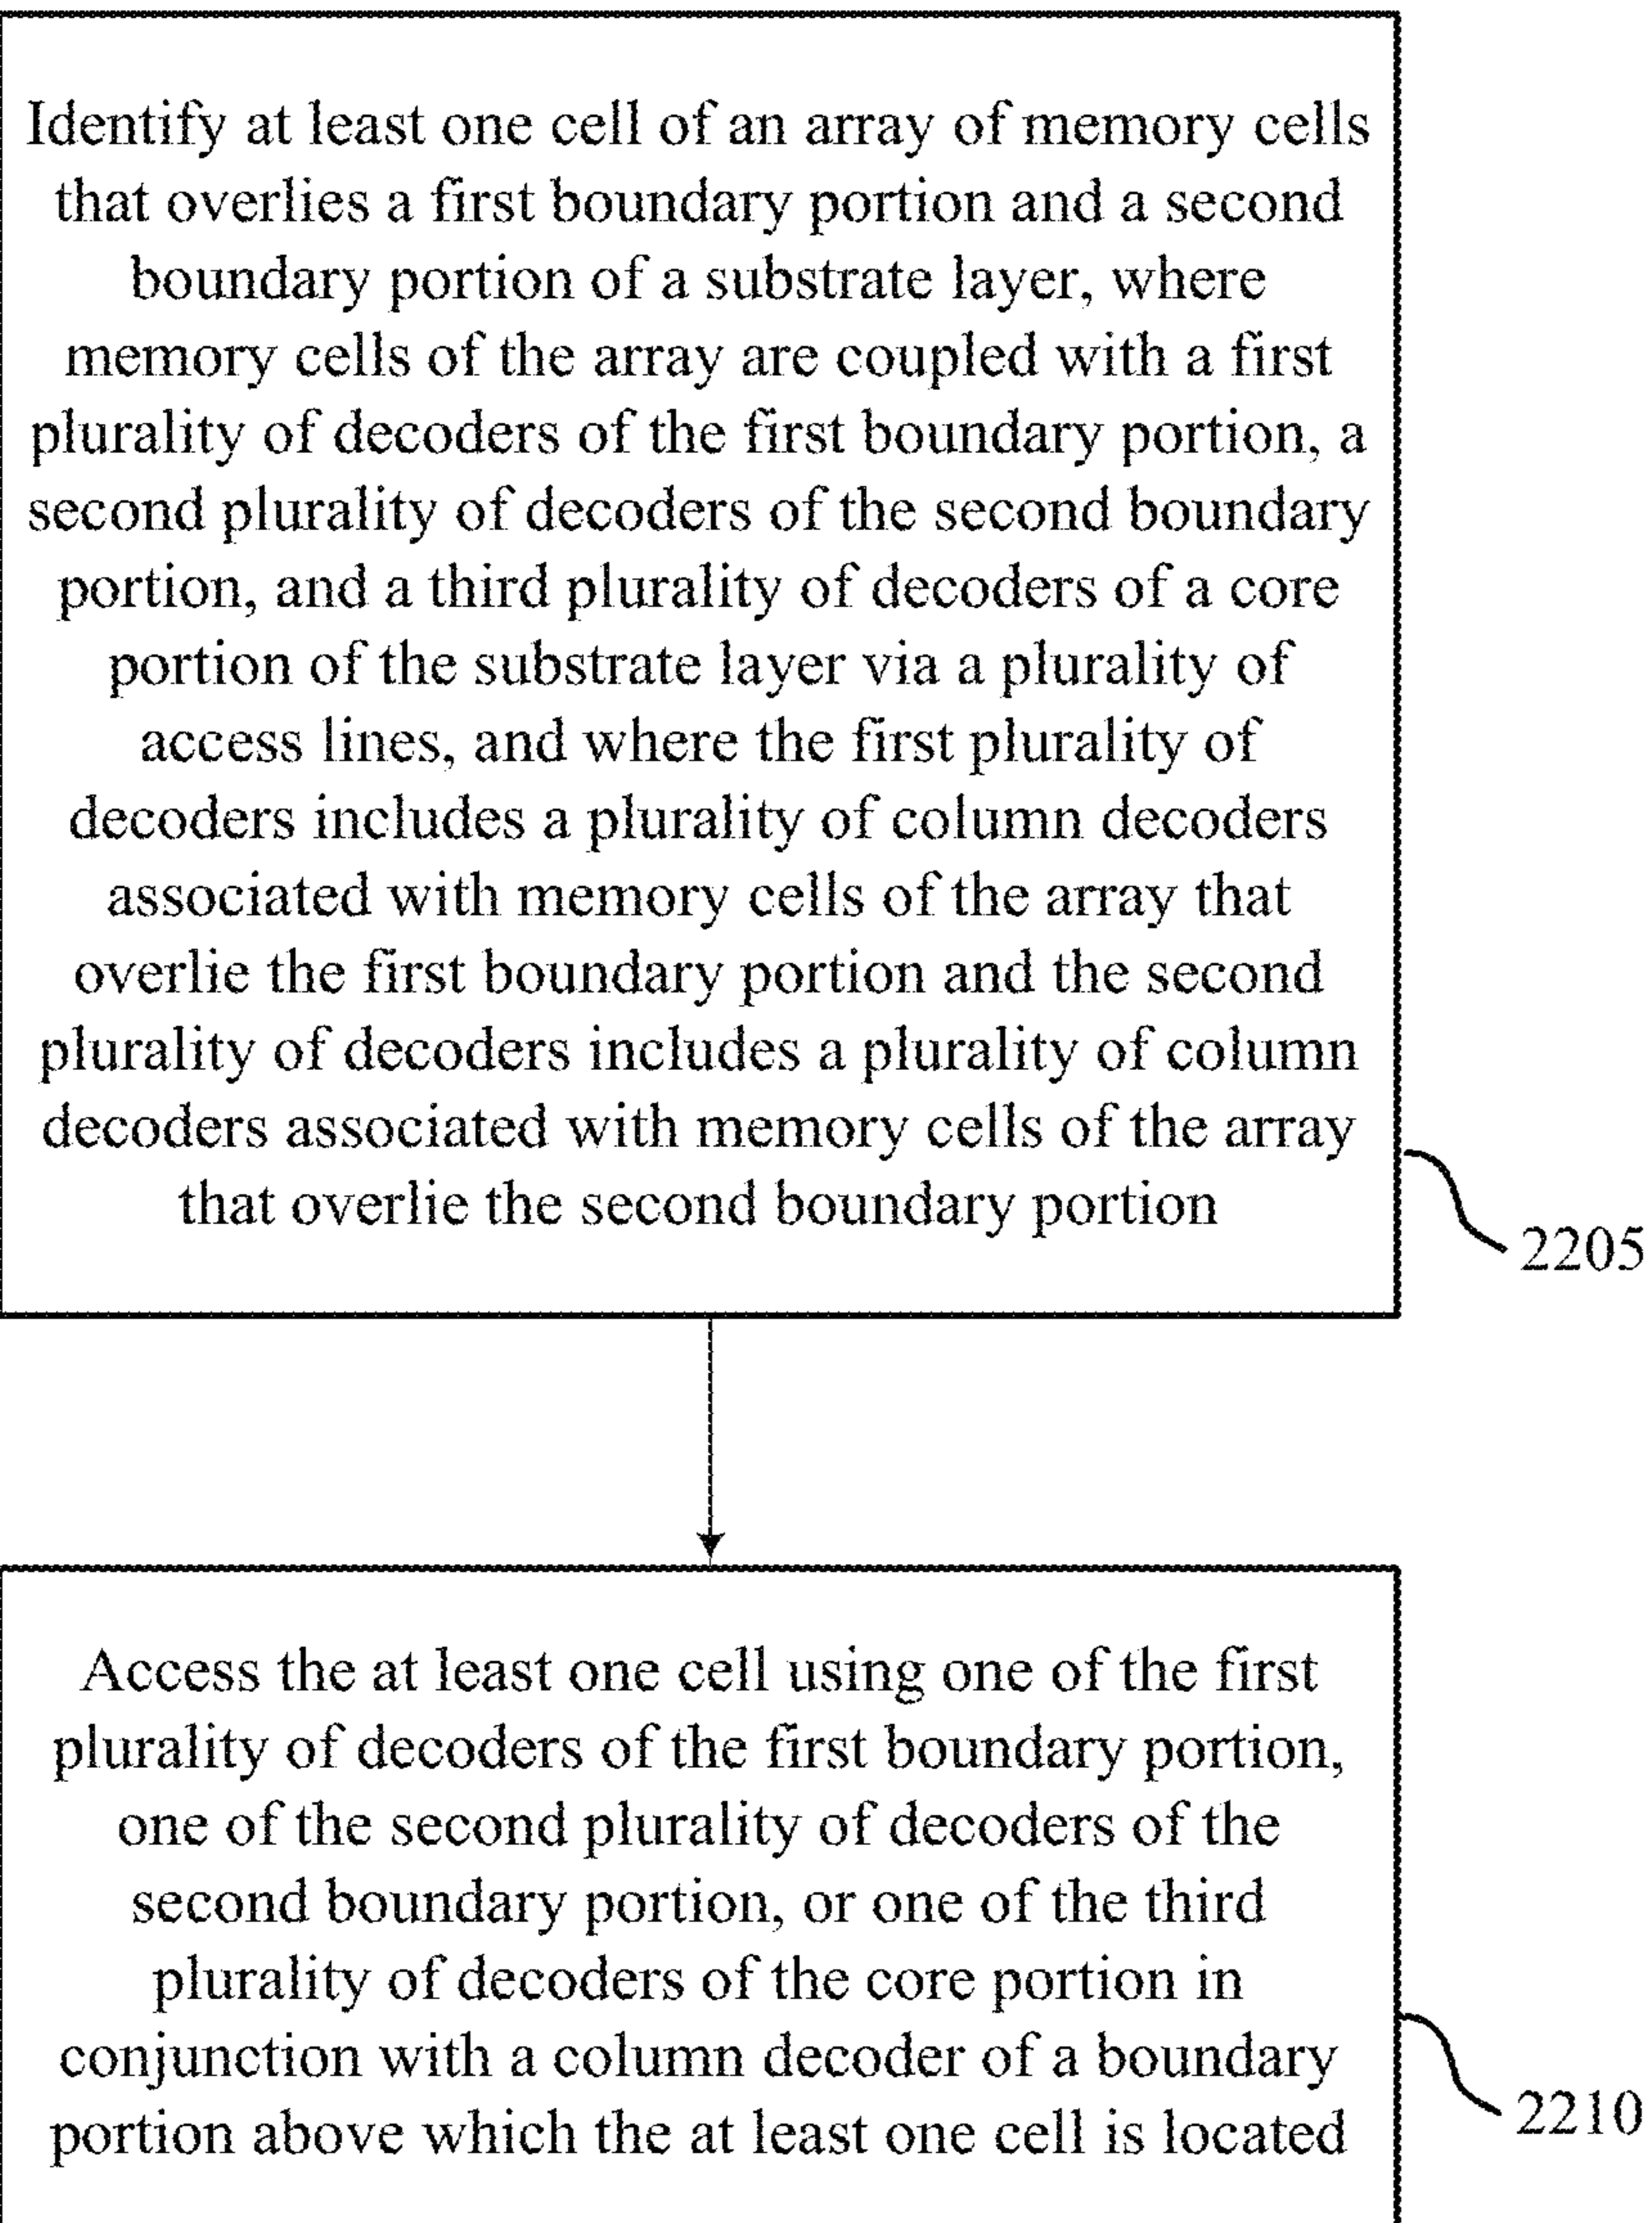 Identify at least one cell of an array of memory cells
that overlies a first boundary portion and a second
boundary portion of a substrate layer, where
memory cells of the array are coupled with a first
plurality of decoders of the first boundary portion, a
second plurality of decoders of the second boundary
portion, and a third plurality of decoders of a core
portion of the substrate layer via a plurality of
access lines, and where the first plurality of
decoders includes a plurality of column decoders
associated with memory cells of the array that
overlie the first boundary portion and the second
plurality of decoders includes a plurality of column
decoders associated with memory cells of the array
that overlie the second boundary portion
2205
Access the at least one cell using one of the first
plurality of decoders of the first boundary portion,
one of the second plurality of decoders of the
second boundary portion, or one of the third
plurality of decoders of the core portion in
conjunction with a column decoder of a boundary
portion above which the at least one cell is located
2210